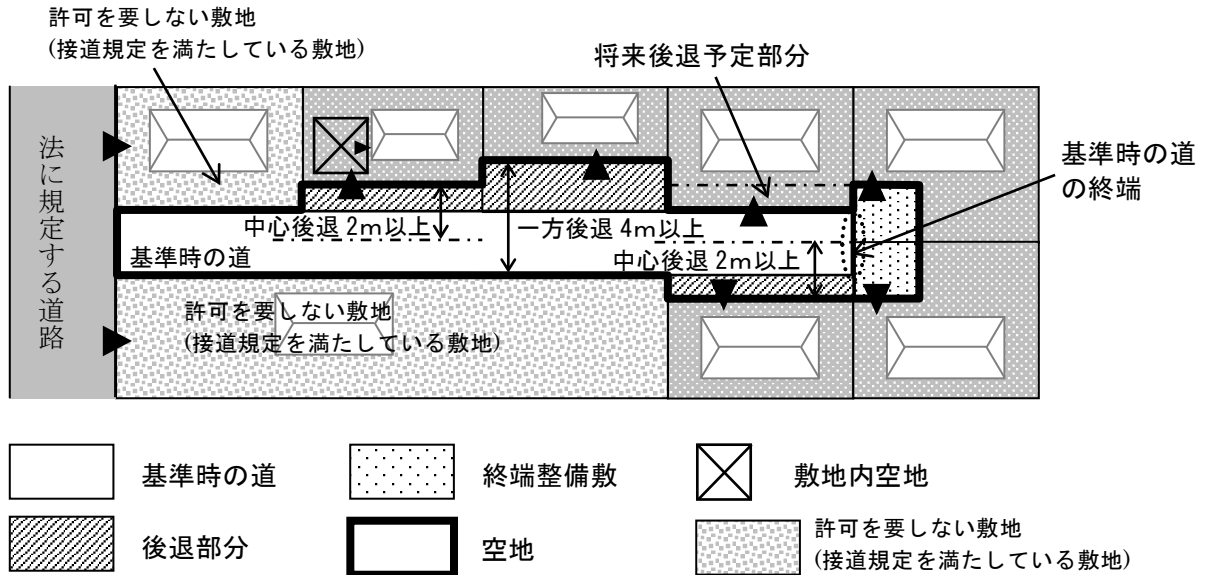 許可を要しない敷地
(接道規定を満たしている敷地)
将来後退予定部分
基準時の道
の終端
法に規定する道路
中心後退 2m以上
一方後退 4m以上
基準時の道
中心後退 2m以上
許可を要しない敷地
(接道規定を満たしている敷地)
基準時の道
終端整備敷
敷地内空地
後退部分
空地
許可を要しない敷地
(接道規定を満たしている敷地)